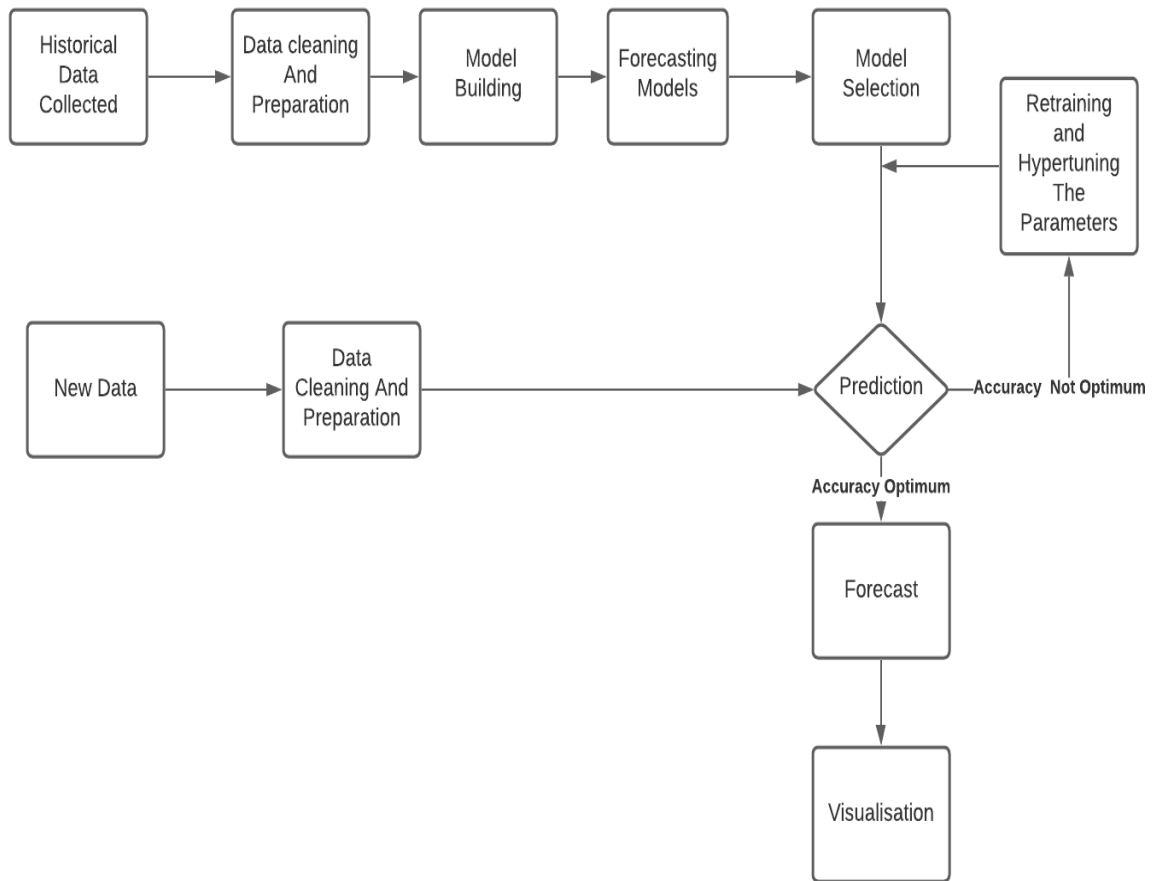 Historical
Data
Collected
Data cleaning
And
Preparation
Model
Building
Forecasting
Models
Model
Selection
Retraining
and
Hypertuning
The
Parameters
New Data
Data
Cleaning And
Preparation
Prediction
Accuracy Not Optimum
Accuracy Optimum
Forecast
Visualisation